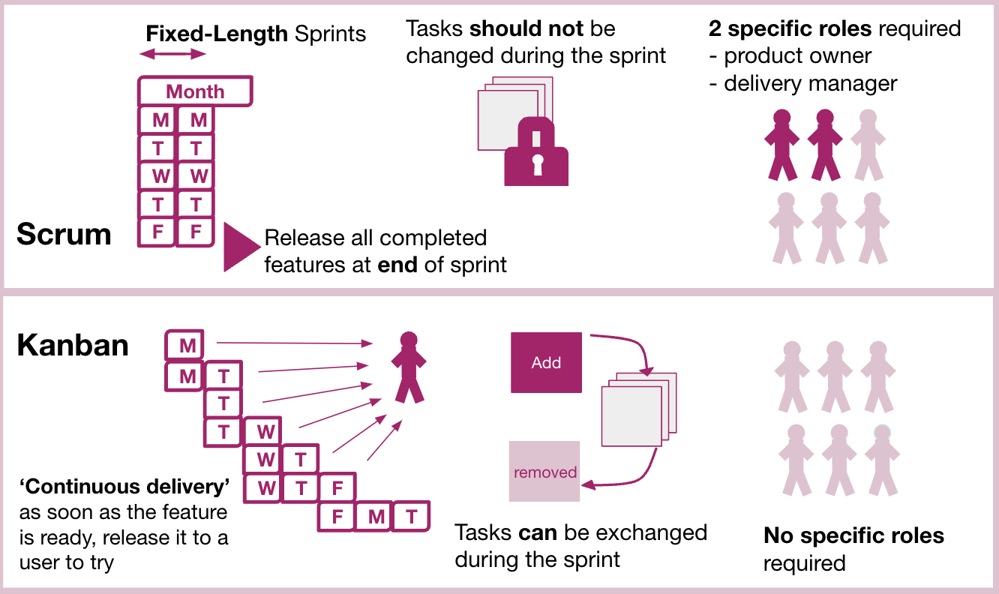 Fixed-Length Sprints
Month
M M
T T
W W
T T
F F
Scrum
Release all completed
features at end of sprint
Tasks should not be
changed during the sprint
2 specific roles required
- product owner
- delivery manager
Kanban
M
M T
T
T W
W T
W T F
F M T
‘Continuous delivery’
as soon as the feature
is ready, release it to a
user to try
Add
removed
Tasks can be exchanged
during the sprint
No specific roles
required